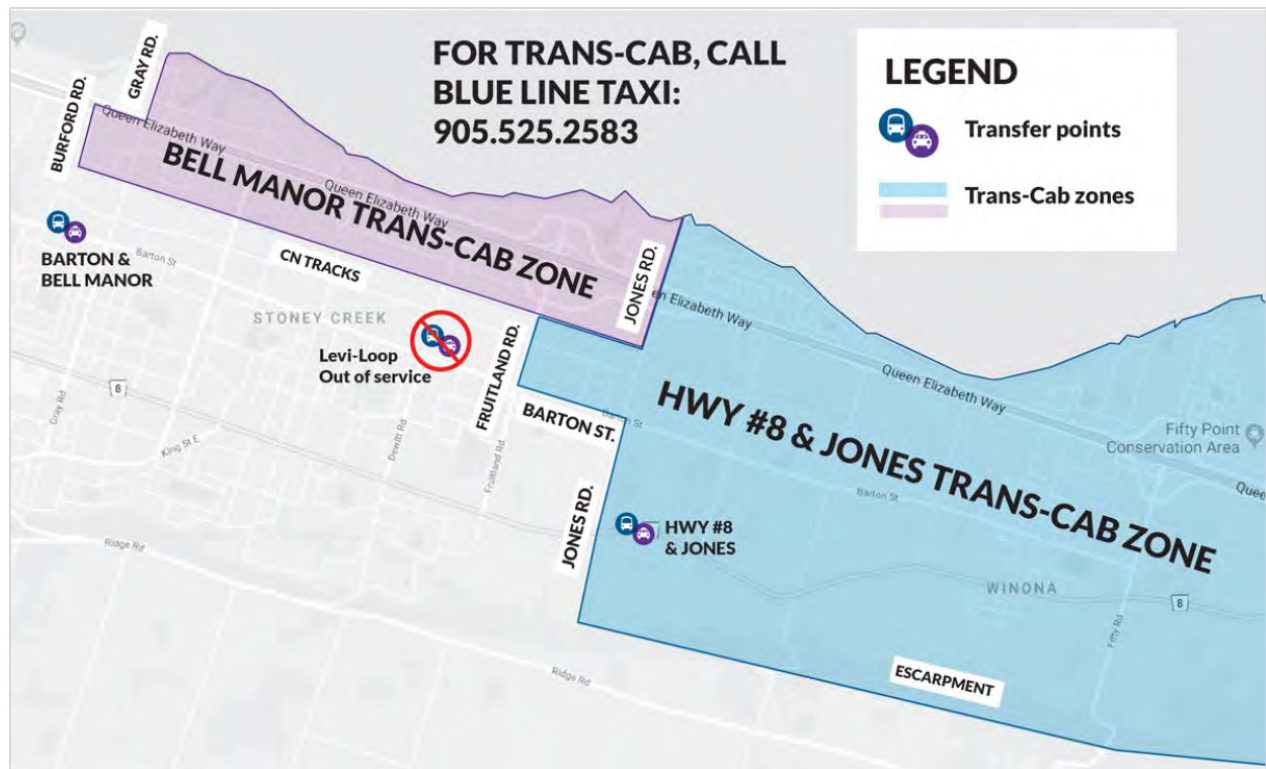 FOR TRANS-CAB, CALL
BLUE LINE TAXI:
905.525.2583
LEGEND
Transfer points
Trans-Cab zones
GRAY RD.
BURFORD RD.
Queen Elizabeth Way
Queen Elizabeth Way
BELL MANOR TRANS-CAB ZONE
BARTON &
BELL MANOR
Barton St
CN TRACKS
STONEY CREEK
JONES RD.
en Elizabeth Way
Levi-Loop
Out of service
FRUITLAND RD.
8
Gray Rd
King St E
Dewitt Rd
Fruitland Rd
BARTON ST.
Barton St
Queen Elizabeth Way
HWY #8 & JONES TRANS-CAB ZONE
Fifty Point
Conservation Area
Quee
Barton St
JONES RD.
HWY #8
& JONES
WINONA
8
Fifty Rd
Ridge Rd
Ridge Rd
ESCARPMENT